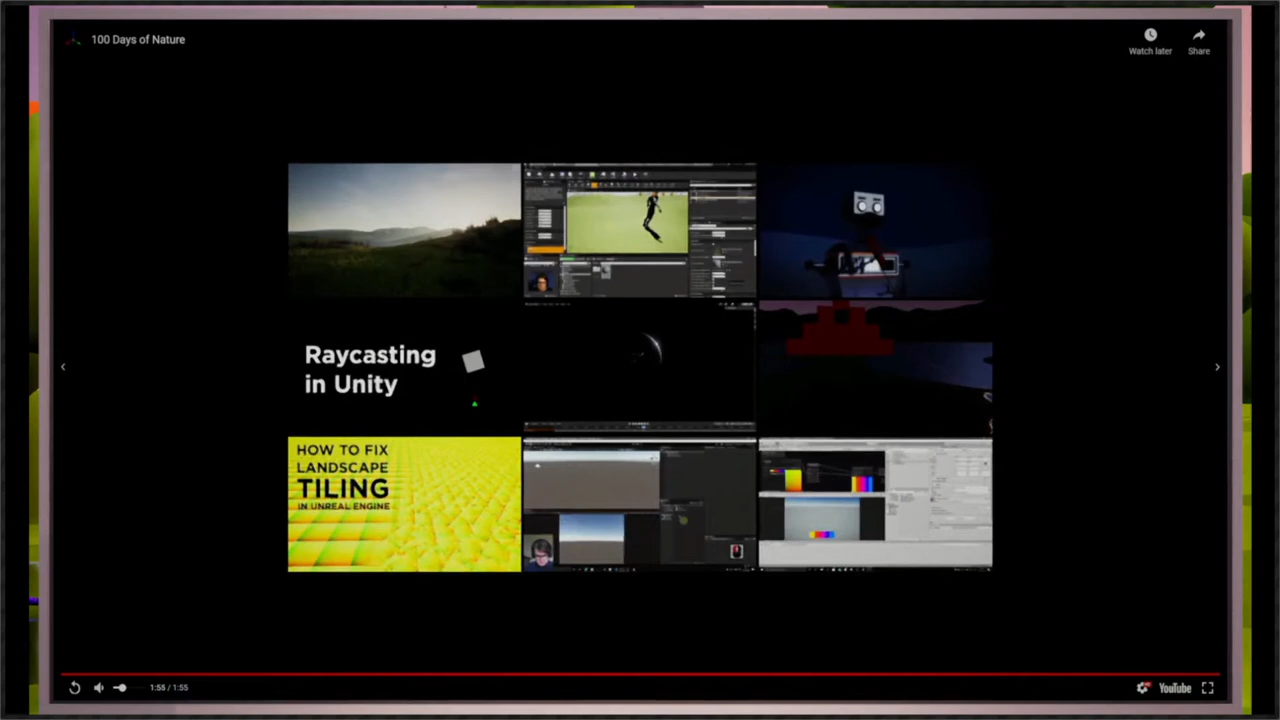 100 Days of Nature
Watch later
Share
Raycasting
in Unity
HOW TO FIX
LANDSCAPE
TILING
IN UNREAL ENGINE
1:55 / 1:55
YouTube